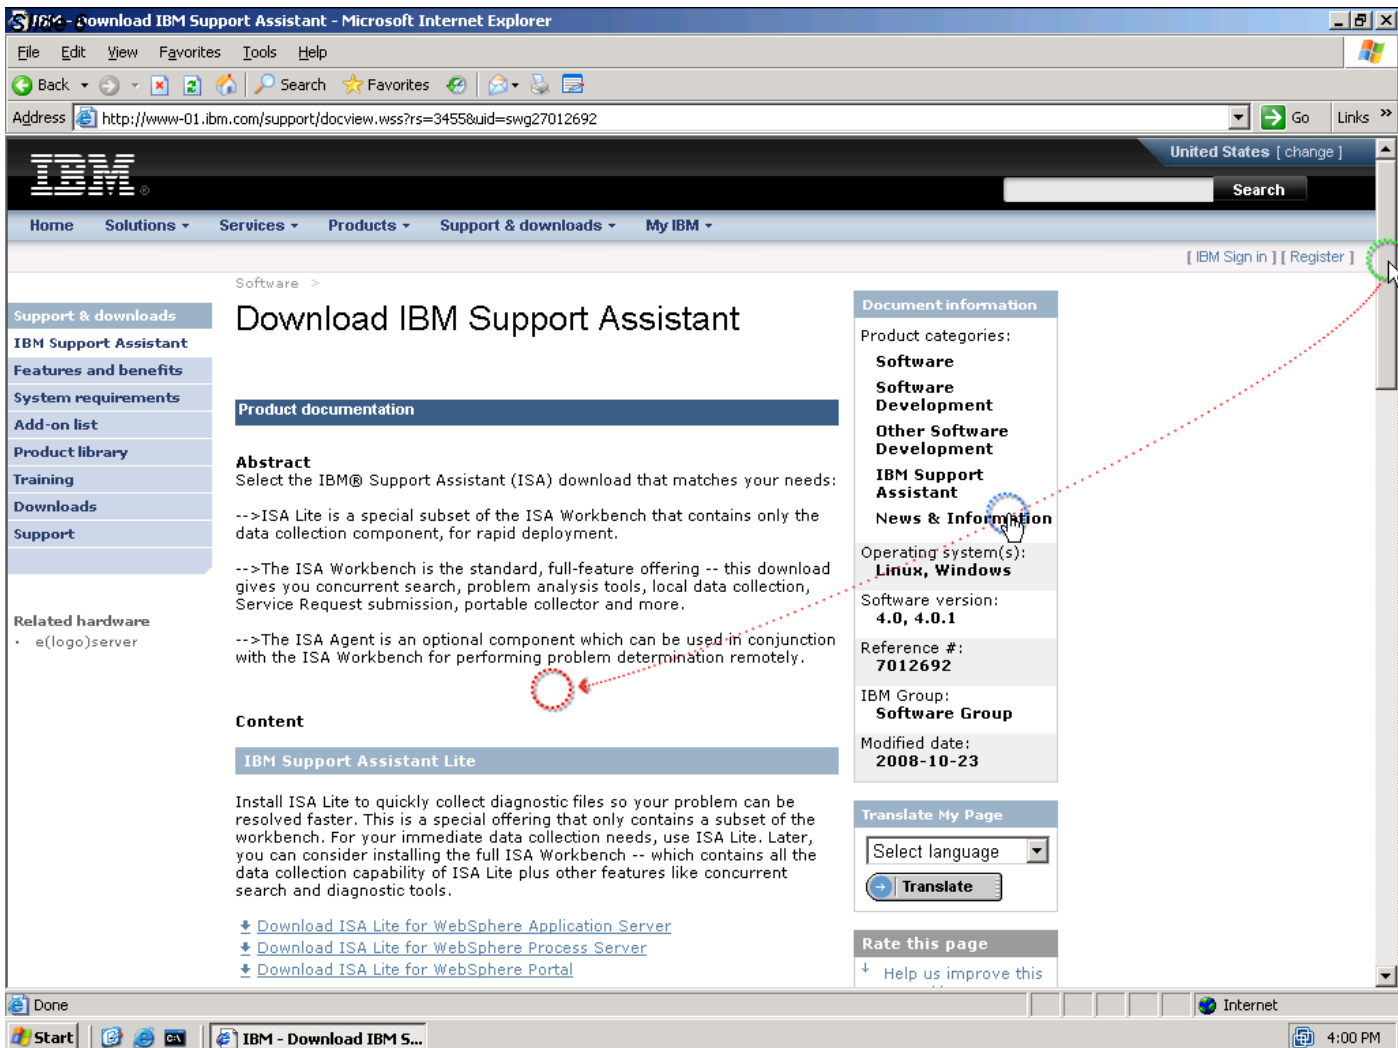 Slide 6
IBM - Download IBM Support Assistant - Microsoft Internet Explorer
File Edit View Favorites Tools Help
Back Search Favorites
Address http://www-01.ibm.com/support/docview.wss?rs=3455&uid=swg27012692 Go Links »
United States [ change ]
IBM ®
Search
Home Solutions Services Products Support & downloads My IBM
[ IBM Sign in ] [ Register ]
Software >
Support & downloads
IBM Support Assistant
Features and benefits
System requirements
Add-on list
Product library
Training
Downloads
Support
Related hardware
• e(logo)server
Download IBM Support Assistant
Product documentation
Abstract
Select the IBM® Support Assistant (ISA) download that matches your needs:
-->ISA Lite is a special subset of the ISA Workbench that contains only the
data collection component, for rapid deployment.
-->The ISA Workbench is the standard, full-feature offering -- this download
gives you concurrent search, problem analysis tools, local data collection,
Service Request submission, portable collector and more.
-->The ISA Agent is an optional component which can be used in conjunction
with the ISA Workbench for performing problem determination remotely.
Content
IBM Support Assistant Lite
Install ISA Lite to quickly collect diagnostic files so your problem can be
resolved faster. This is a special offering that only contains a subset of the
workbench. For your immediate data collection needs, use ISA Lite. Later,
you can consider installing the full ISA Workbench -- which contains all the
data collection capability of ISA Lite plus other features like concurrent
search and diagnostic tools.
Download ISA Lite for WebSphere Application Server
Download ISA Lite for WebSphere Process Server
Download ISA Lite for WebSphere Portal
Document information
Product categories:
Software
Software
Development
Other Software
Development
IBM Support
Assistant
News & Information
Operating system(s):
Linux, Windows
Software version:
4.0, 4.0.1
Reference #:
7012692
IBM Group:
Software Group
Modified date:
2008-10-23
Translate My Page
Select language
Translate
Rate this page
Help us improve this
Done Internet
Start IBM - Download IBM S... 4:00 PM